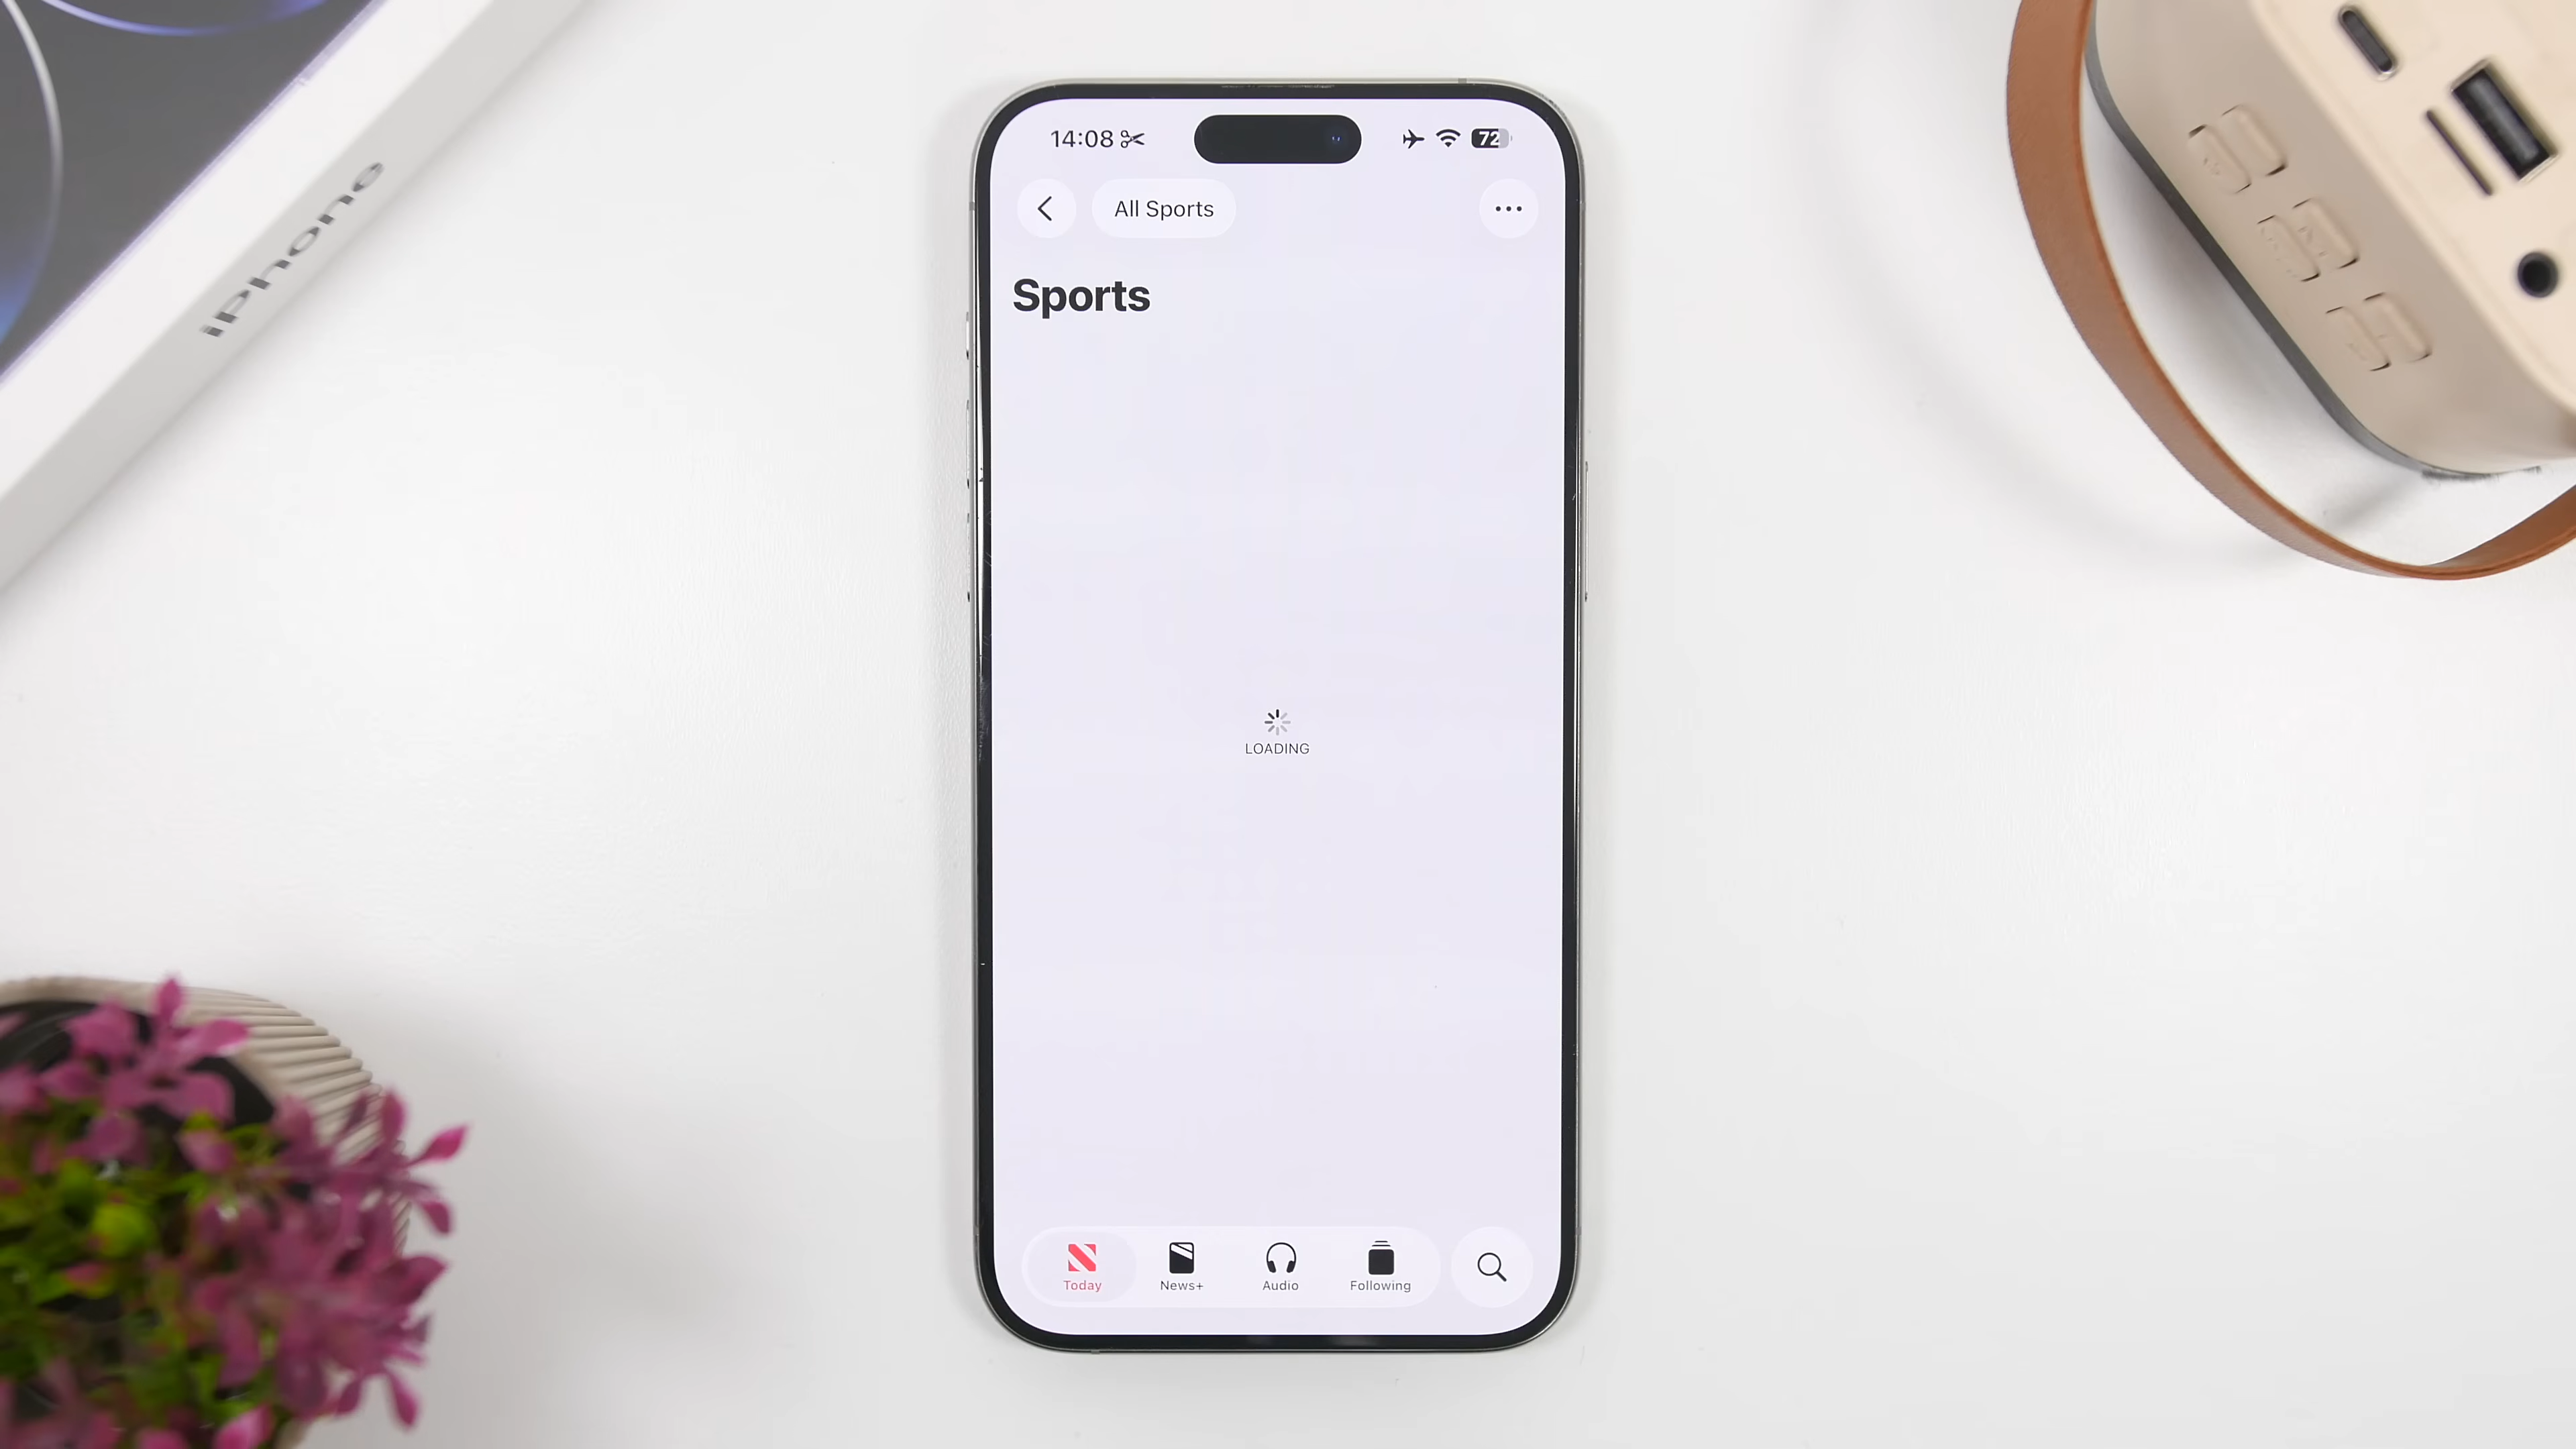 iPhone
14:08
72
All Sports
Sports
LOADING
Today
News+
Audio
Following